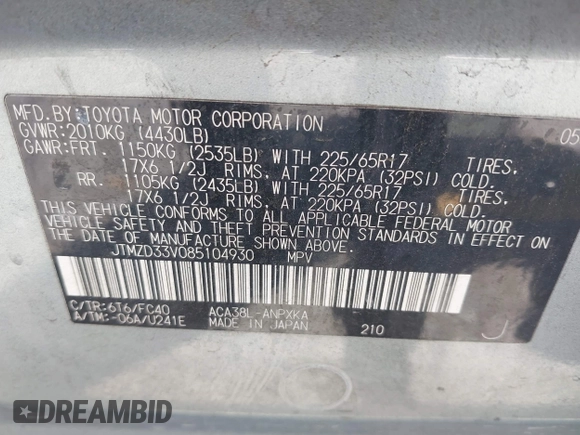 MFD.BY:TOYOTA MOTOR CORPORATION 05
GVWR:2010KG (4430LB)
GAWR:FRT. 1150KG (2535LB) WITH 225/65R17 TIRES.
17X6 1/2J RIMS. AT 220KPA (32PSI) COLD.
RR. 1105KG (2435LB) WITH 225/65R17 TIRES.
17X6 1/2J RIMS. AT 220KPA (32PSI) COLD.
THIS VEHICLE CONFORMS TO ALL APPLICABLE FEDERAL MOTOR
VEHICLE SAFETY AND THEFT PREVENTION STANDARDS IN EFFECT ON
THE DATE OF MANUFACTURE SHOWN ABOVE.
JTMZD33V085104930 MPV
C/TR:6T6/FC40 ACA38L-ANPXKA
A/TM:-06A/U241E MADE IN JAPAN 210 J
DREAMBID